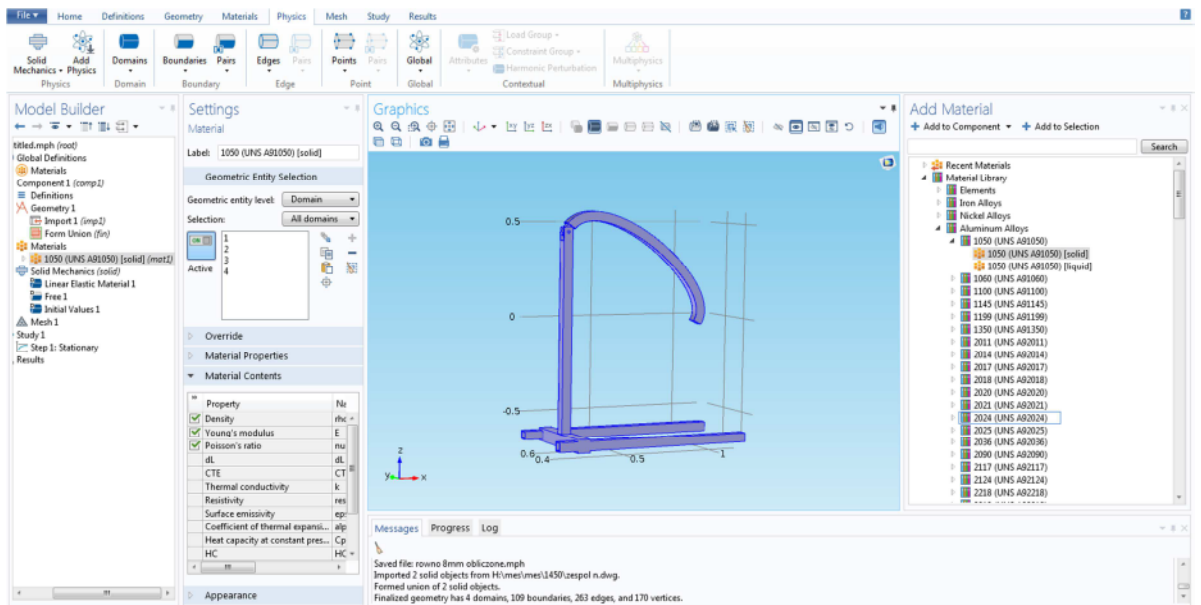 File Home Definitions Geometry Materials Physics Mesh Study Results
Solid Mechanics Add Physics Domains Boundaries Pairs Edges Pairs Points Pairs Global Attributes Load Group Constraint Group Harmonic Perturbation Multiphysics
Physics Domain Boundary Edge Point Global Contextual Multiphysics
Model Builder
titled.mph (root)
Global Definitions
Materials
Component 1 (comp1)
Definitions
Geometry 1
Import 1 (imp1)
Form Union (fin)
Materials
1050 (UNS A91050) [solid] (mat1)
Solid Mechanics (solid)
Linear Elastic Material 1
Free 1
Initial Values 1
Mesh 1
Study 1
Step 1: Stationary
Results
Settings
Material
Label: 1050 (UNS A91050) [solid]
Geometric Entity Selection
Geometric entity level: Domain
Selection: All domains
1
2
3
4
Active
Override
Material Properties
Material Contents
Property Na
Density rho
Young's modulus E
Poisson's ratio nu
dL dL
CTE CT
Thermal conductivity k
Resistivity res
Surface emissivity eps
Coefficient of thermal expansi... alp
Heat capacity at constant pres... Cp
HC HC
Appearance
Graphics
0.5
0
-0.5
0.6 0.4 0.5 1
z
y x
Messages Progress Log
Saved file: rowno 8mm obliczone.mph
Imported 2 solid objects from H:\mes\mes\1450\zespol n.dwg.
Formed union of 2 solid objects.
Finalized geometry has 4 domains, 109 boundaries, 263 edges, and 170 vertices.
Add Material
+ Add to Component + Add to Selection
Search
Recent Materials
Material Library
Elements
Iron Alloys
Nickel Alloys
Aluminum Alloys
1050 (UNS A91050)
1050 (UNS A91050) [solid]
1050 (UNS A91050) [liquid]
1060 (UNS A91060)
1100 (UNS A91100)
1145 (UNS A91145)
1199 (UNS A91199)
1350 (UNS A91350)
2011 (UNS A92011)
2014 (UNS A92014)
2017 (UNS A92017)
2018 (UNS A92018)
2020 (UNS A92020)
2021 (UNS A92021)
2024 (UNS A92024)
2025 (UNS A92025)
2036 (UNS A92036)
2090 (UNS A92090)
2117 (UNS A92117)
2124 (UNS A92124)
2218 (UNS A92218)